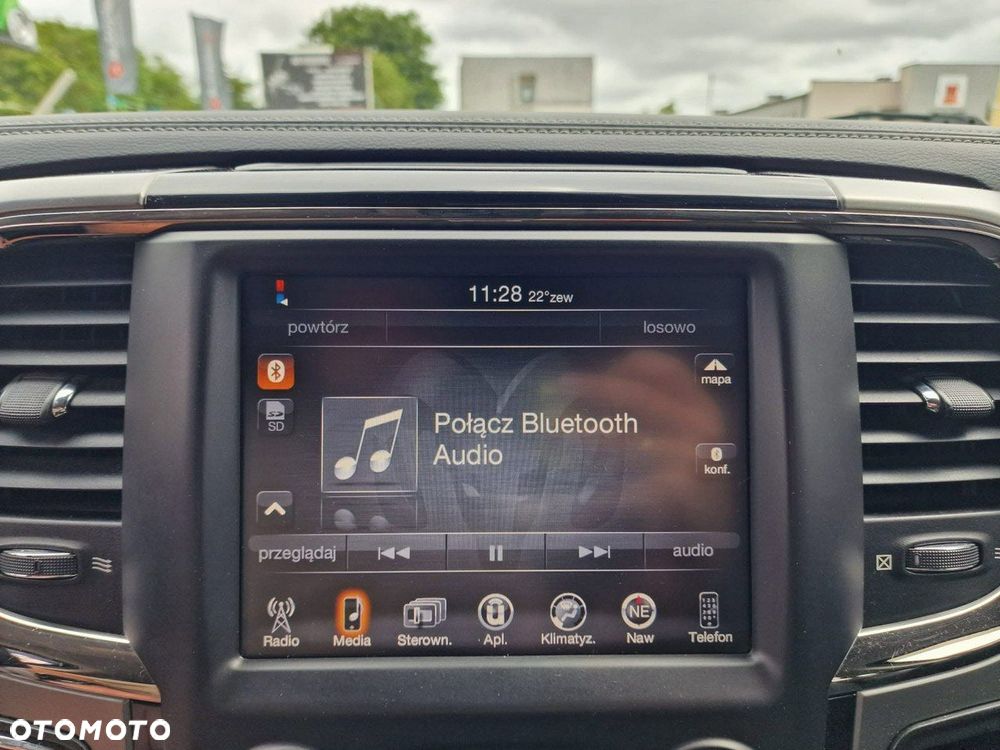 11:28 22°zew
powtórz
losowo
mapa
SD
Połącz Bluetooth
Audio
konf.
przeglądaj
audio
Radio
Media
Sterown.
Apl.
Klimatyz.
NE
Naw
Telefon
OTOMOTO